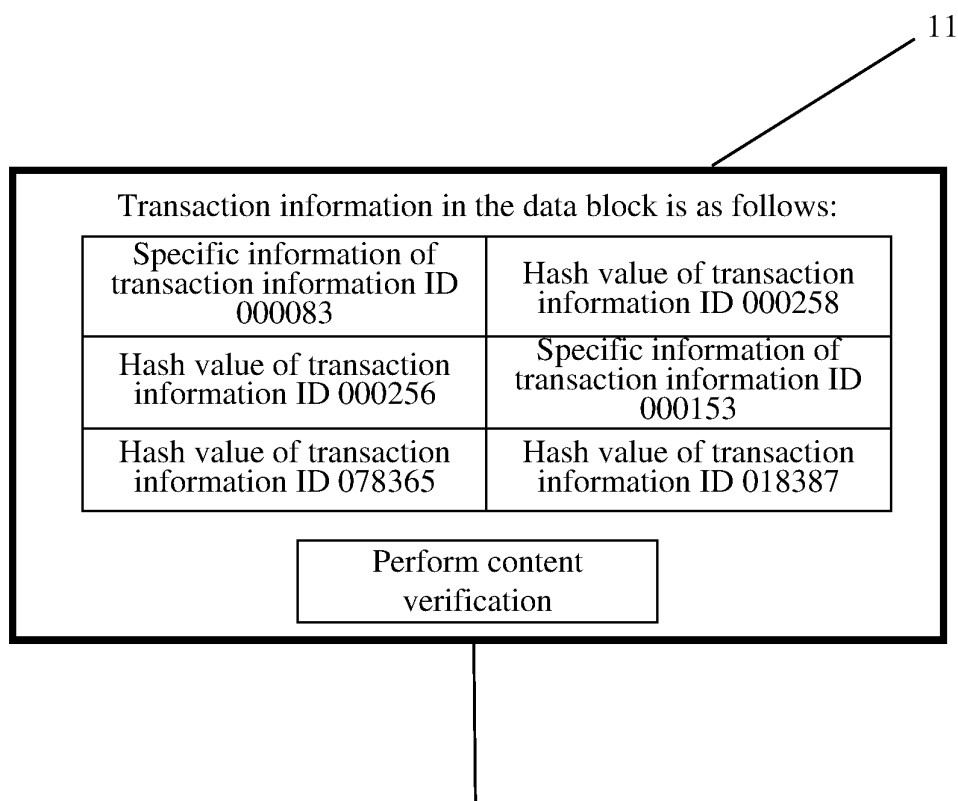 11
Transaction information in the data block is as follows:
Specific information of
transaction information ID
000083
Hash value of transaction
information ID 000258
Hash value of transaction
information ID 000256
Specific information of
transaction information ID
000153
Hash value of transaction
information ID 078365
Hash value of transaction
information ID 018387
Perform content
verification